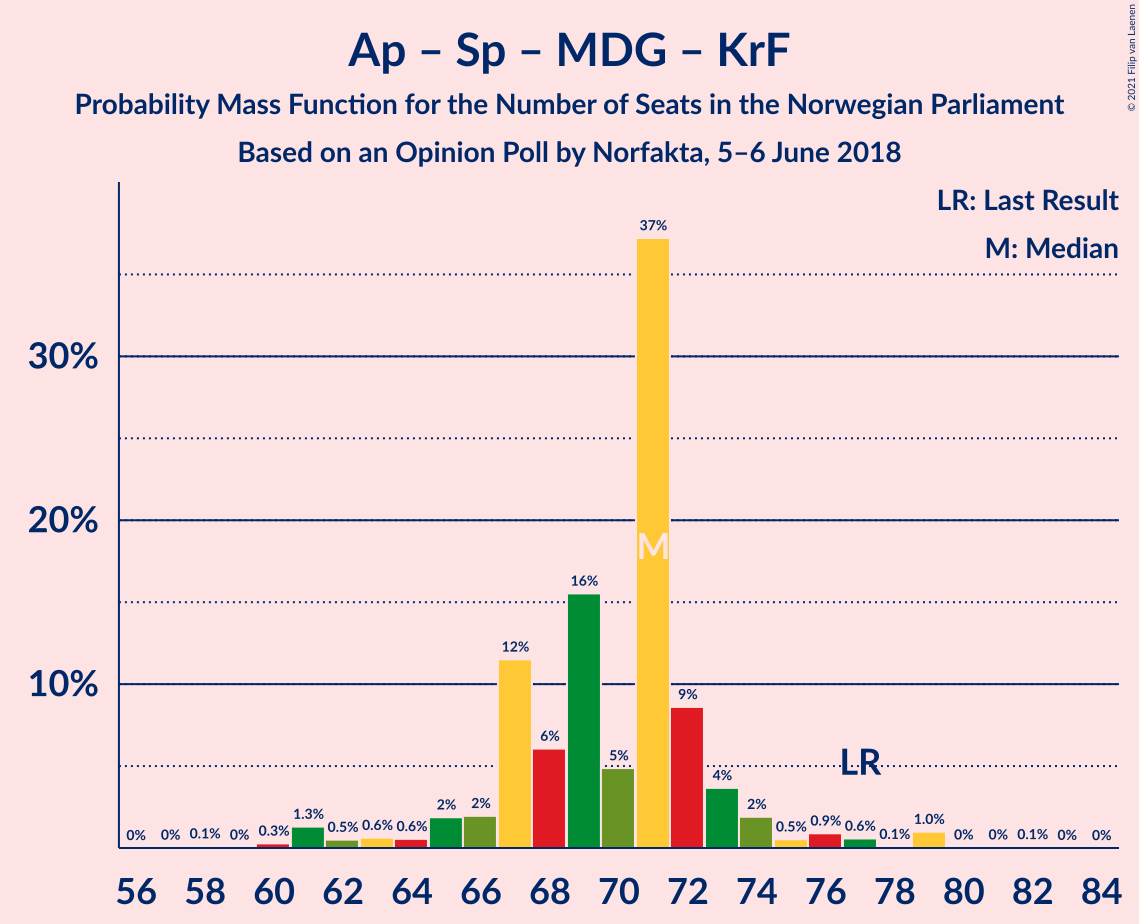 Ap – Sp – MDG – KrF
Probability Mass Function for the Number of Seats in the Norwegian Parliament
Based on an Opinion Poll by Norfakta, 5–6 June 2018
© 2021 Filip van Laenen
LR: Last Result
M: Median
37%
30%
20%
M
16%
12%
10%
9%
6%
5%
LR
4%
0% 0% 0.1% 0% 0.3% 1.3% 0.5% 0.6% 0.6% 2% 2% 2% 0.5% 0.9% 0.6% 0.1% 1.0% 0% 0% 0.1% 0% 0%
56 58 60 62 64 66 68 70 72 74 76 78 80 82 84